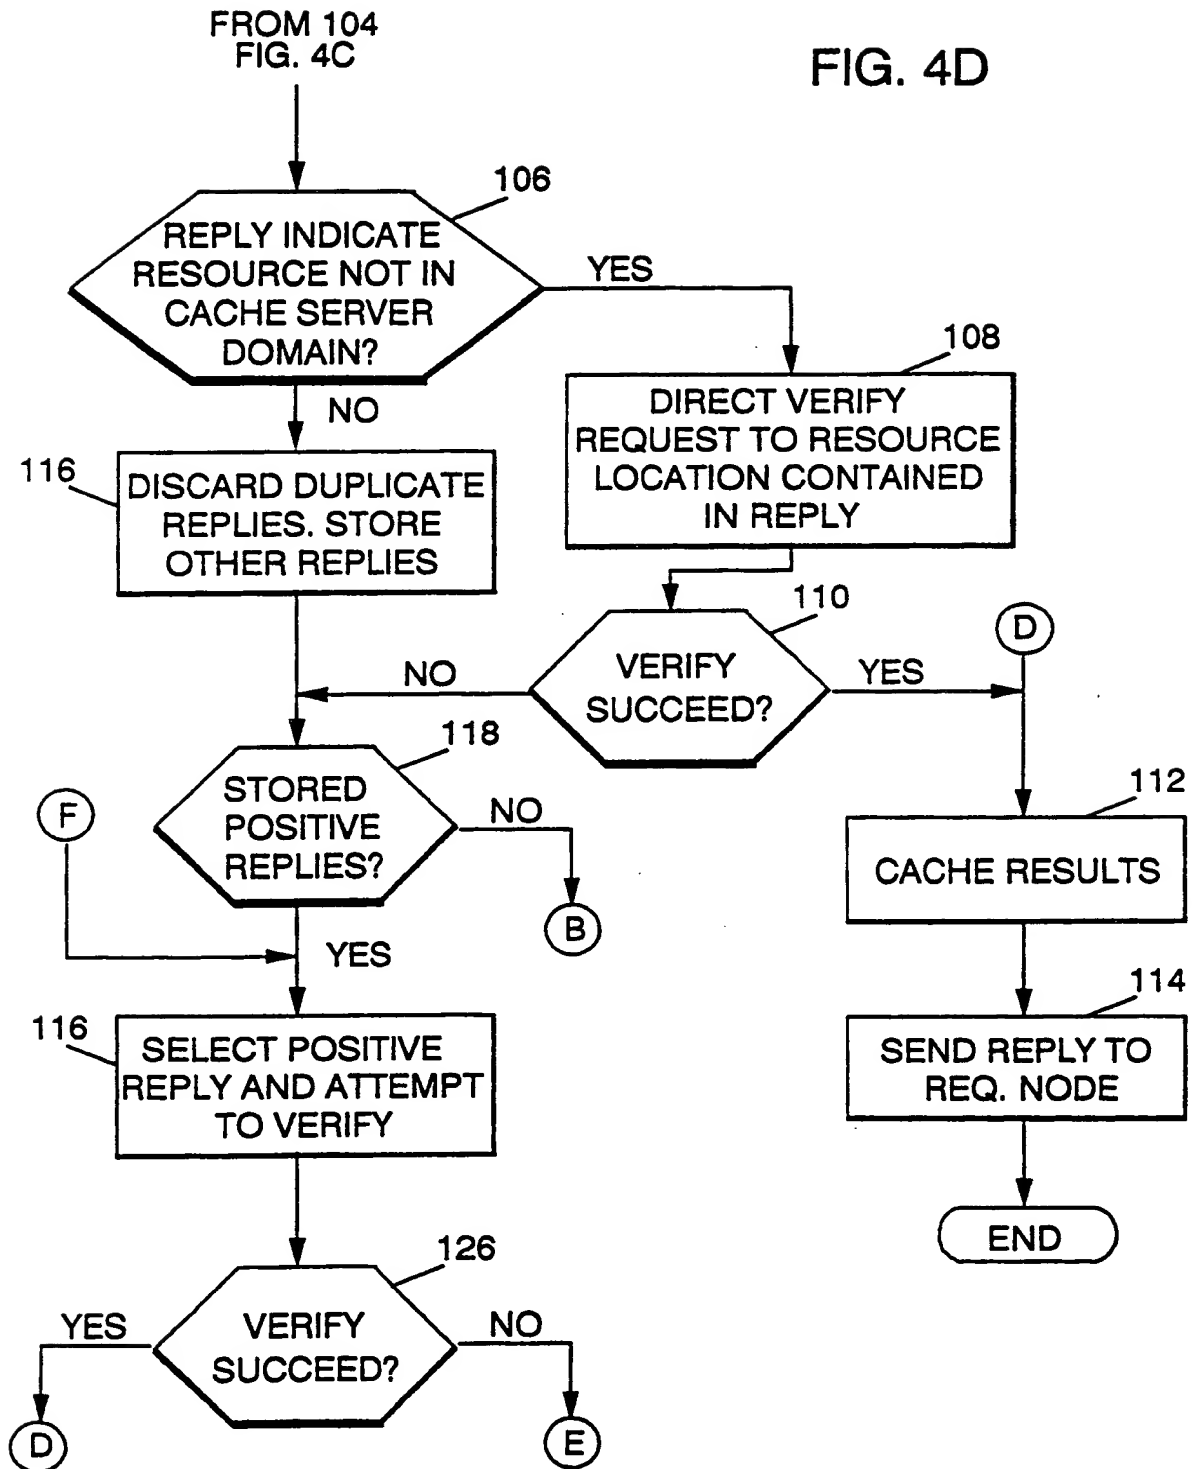 FROM 104
FIG. 4C
FIG. 4D
106
REPLY INDICATE
RESOURCE NOT IN
CACHE SERVER
DOMAIN?
YES
NO
108
DIRECT VERIFY
REQUEST TO RESOURCE
LOCATION CONTAINED
IN REPLY
116
DISCARD DUPLICATE
REPLIES. STORE
OTHER REPLIES
110
VERIFY
SUCCEED?
NO
YES
D
118
STORED
POSITIVE
REPLIES?
F
NO
B
YES
112
CACHE RESULTS
114
SEND REPLY TO
REQ. NODE
END
116
SELECT POSITIVE
REPLY AND ATTEMPT
TO VERIFY
126
VERIFY
SUCCEED?
YES
NO
D
E